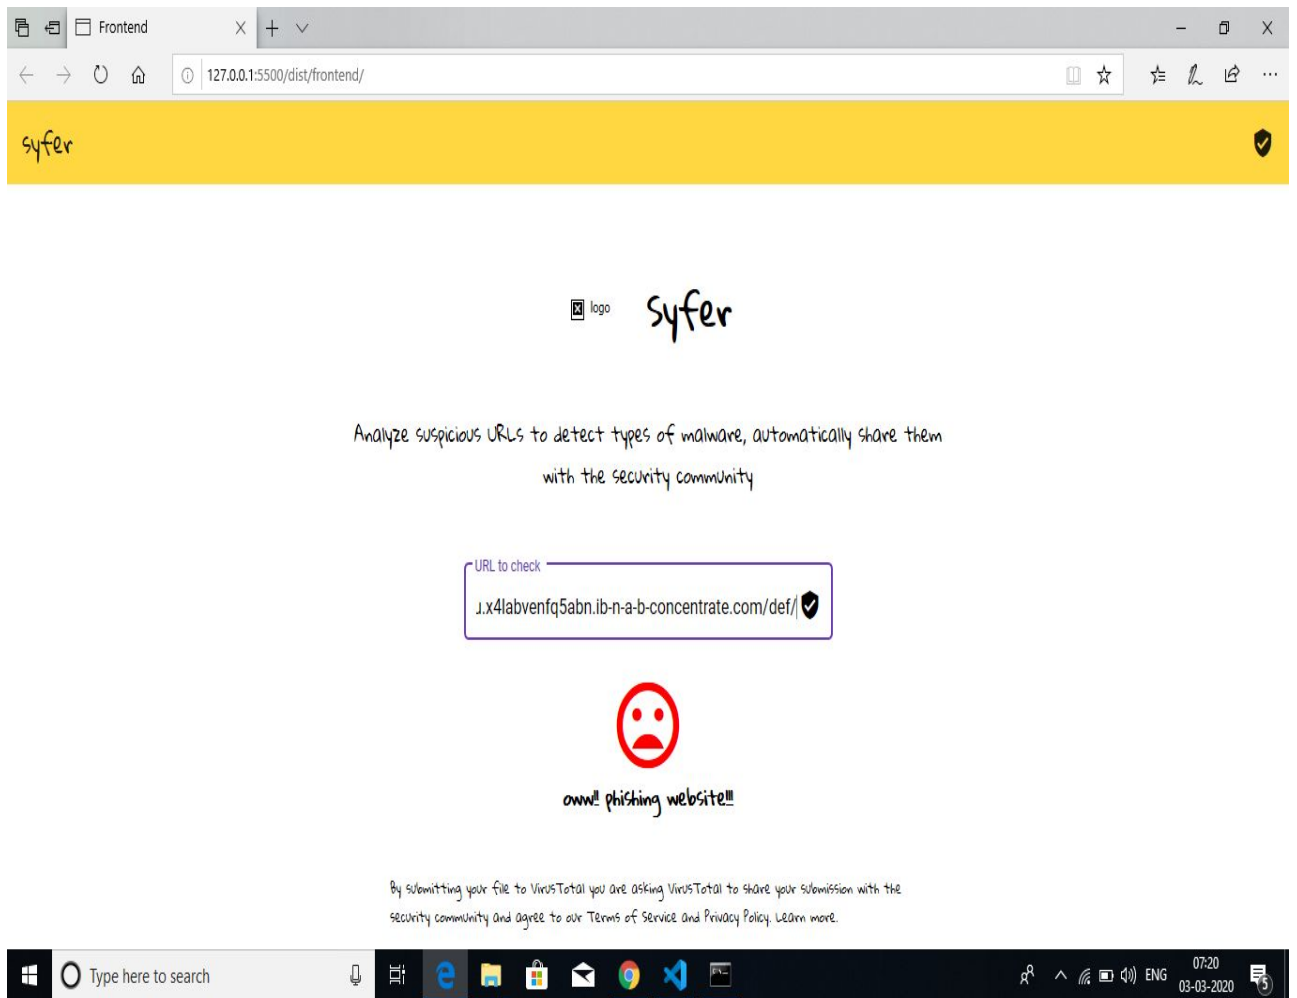 Frontend
127.0.0.1:5500/dist/frontend/
syfer
logo
syfer
Analyze suspicious URLs to detect types of malware, automatically share them
with the security community
URL to check
.x4labvenfq5abn.ib-n-a-b-concentrate.com/def/
oww!! phishing website!!!
By submitting your file to VirusTotal you are asking VirusTotal to share your submission with the
security community and agree to our Terms of Service and Privacy Policy. Learn more.
Type here to search
ENG
07:20
03-03-2020
5